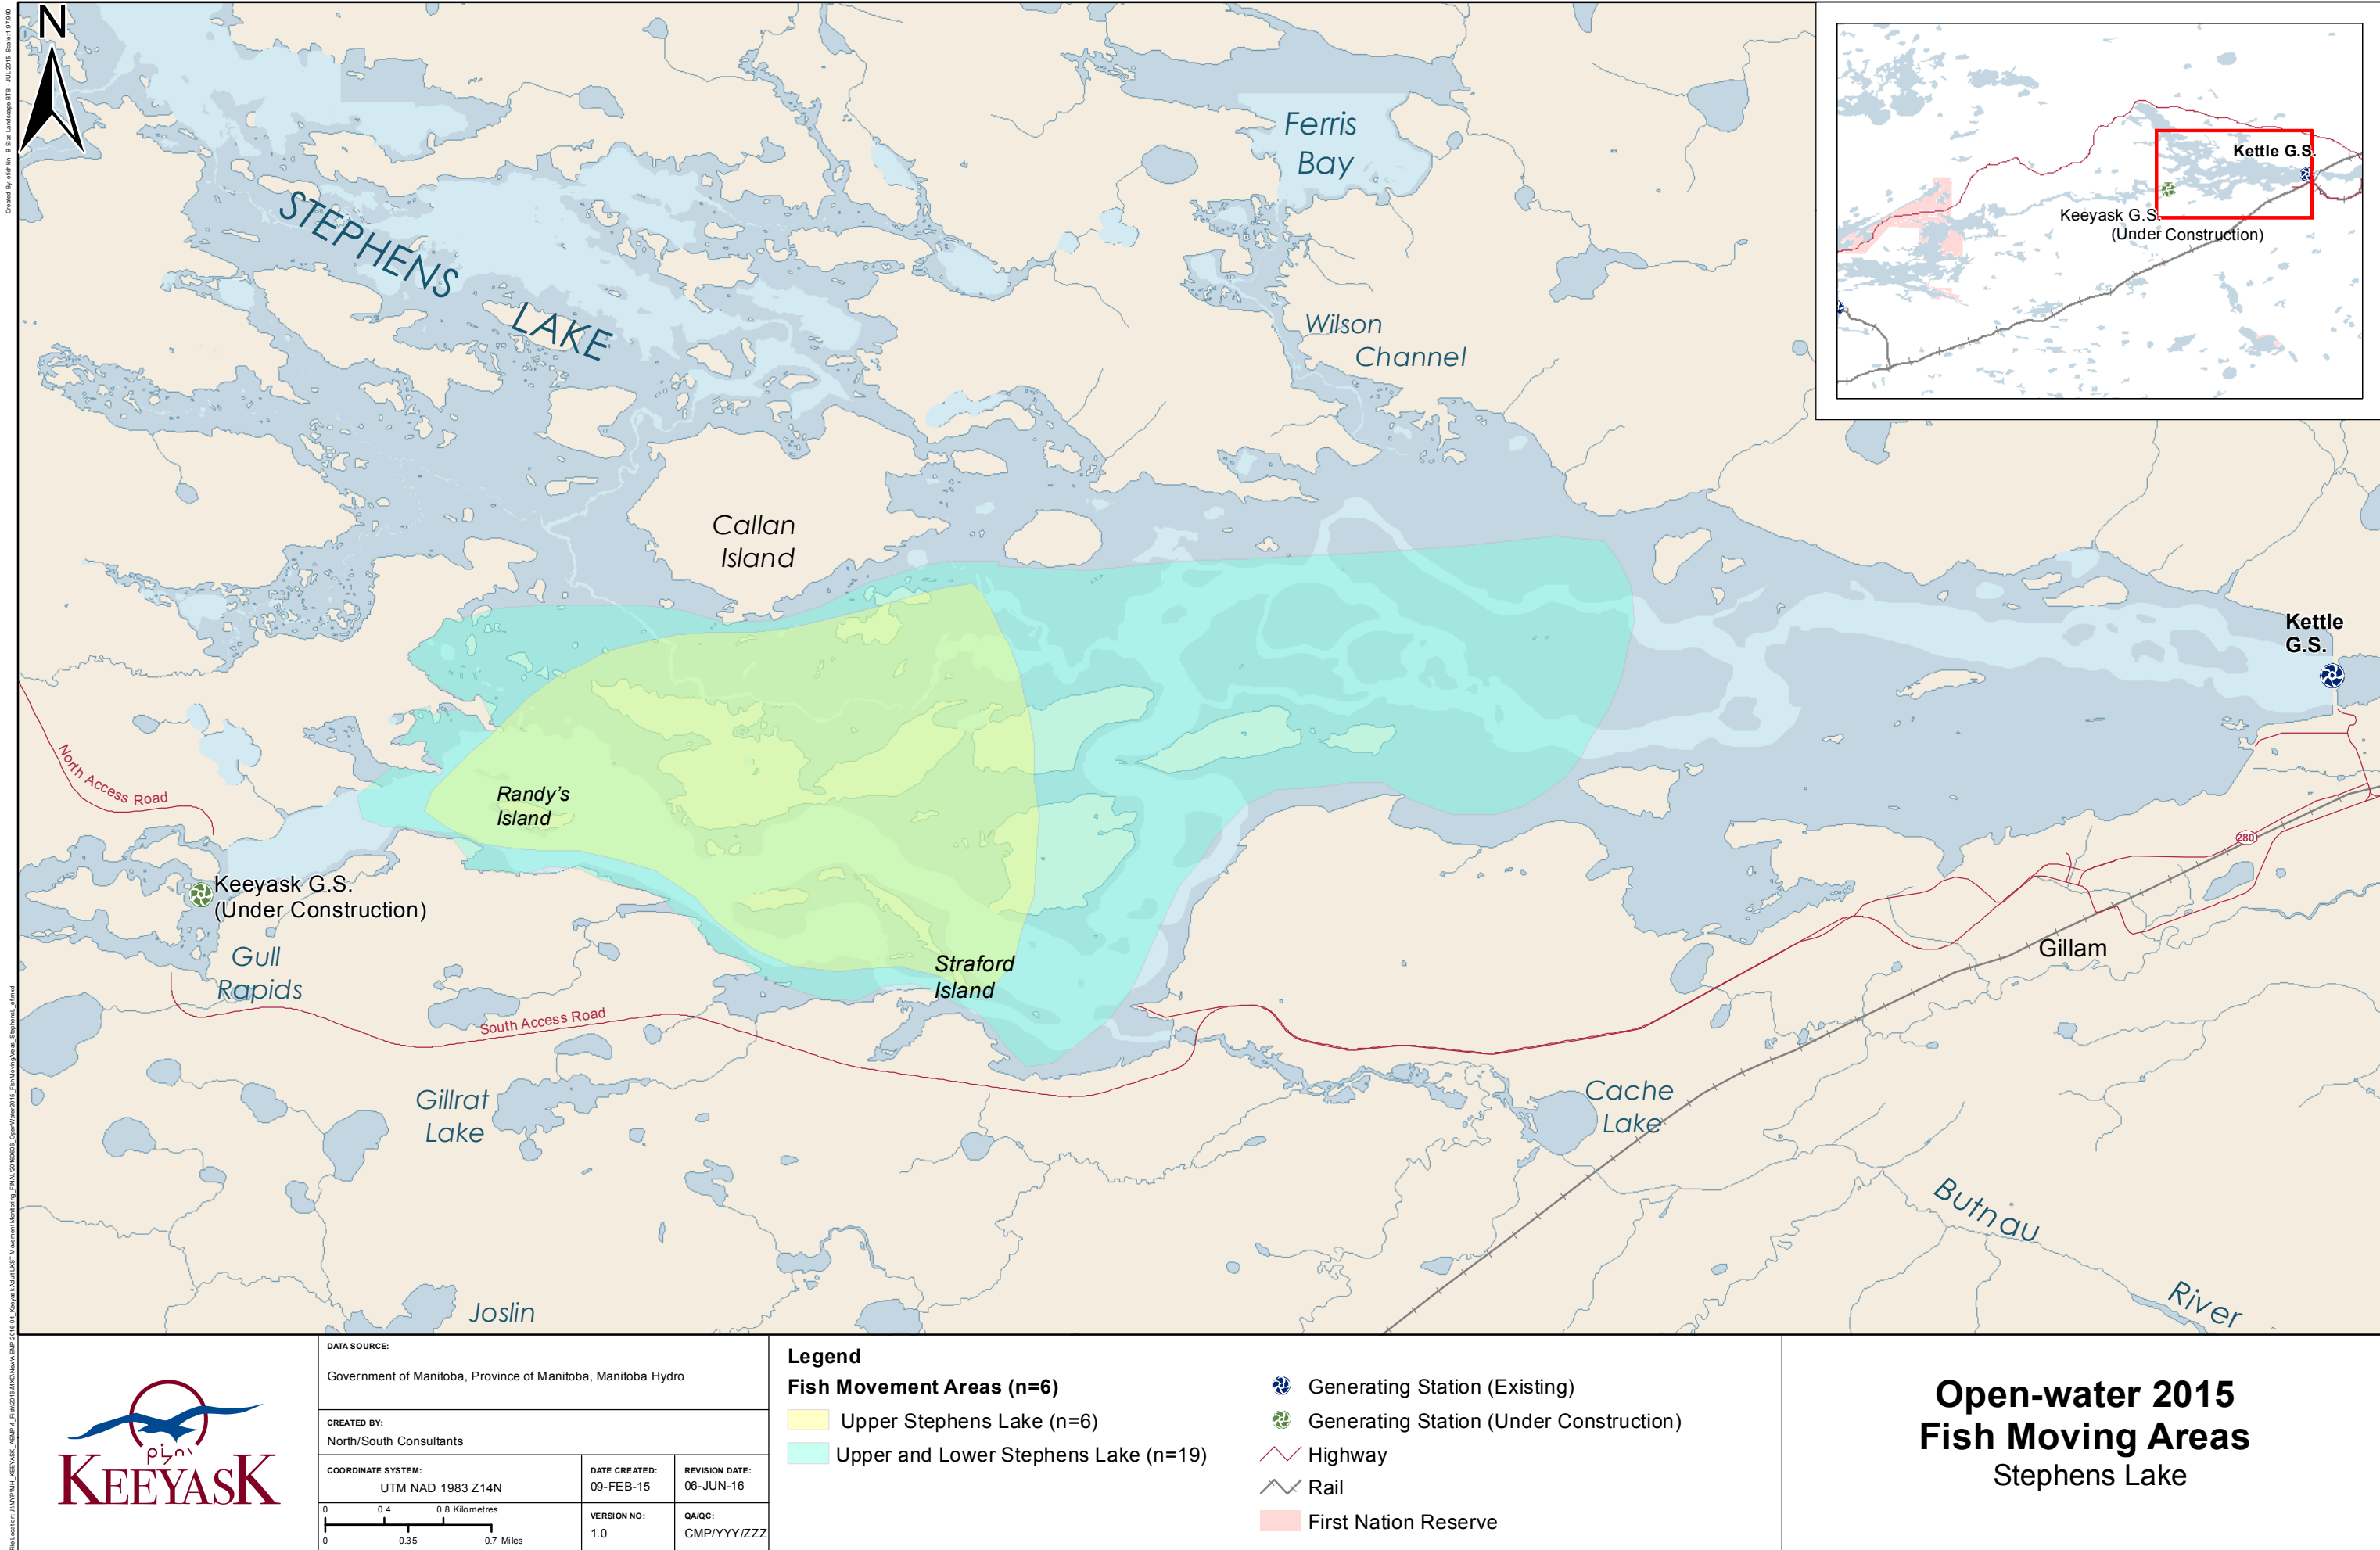 N
Ferris
Bay
STEPHENS
LAKE
Wilson
Channel
Callan
Island
Kettle G.S.
Keeyask G.S.
(Under Construction)
Kettle
G.S.
North Access Road
Randy's
Island
280
Keeyask G.S.
(Under Construction)
Gull
Rapids
Straford
Island
Gillam
South Access Road
Gillrat
Lake
Cache
Lake
Butnau
River
Joslin
KEEYASK
DATA SOURCE:
Government of Manitoba, Province of Manitoba, Manitoba Hydro
CREATED BY:
North/South Consultants
COORDINATE SYSTEM:
UTM NAD 1983 Z14N
DATE CREATED:
09-FEB-15
REVISION DATE:
06-JUN-16
0 0.4 0.8 Kilometres
0 0.35 0.7 Miles
VERSION NO:
1.0
QA/QC:
CMP/YYY/ZZZ
Legend
Fish Movement Areas (n=6)
Upper Stephens Lake (n=6)
Upper and Lower Stephens Lake (n=19)
Generating Station (Existing)
Generating Station (Under Construction)
Highway
Rail
First Nation Reserve
Open-water 2015
Fish Moving Areas
Stephens Lake